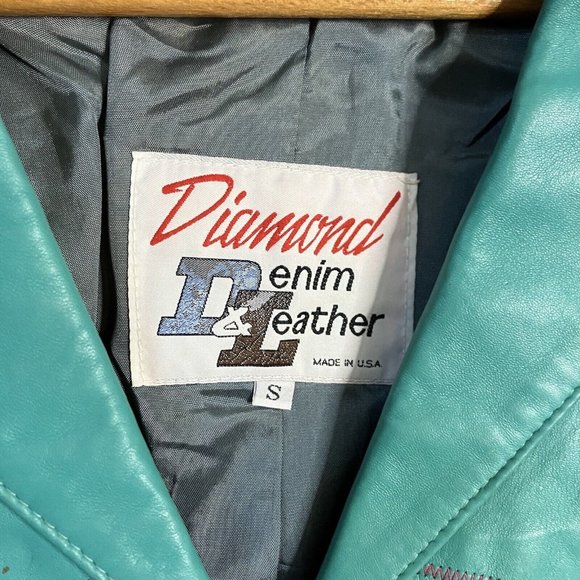 Diamond
Denim
& Leather
MADE IN U.S.A.
S